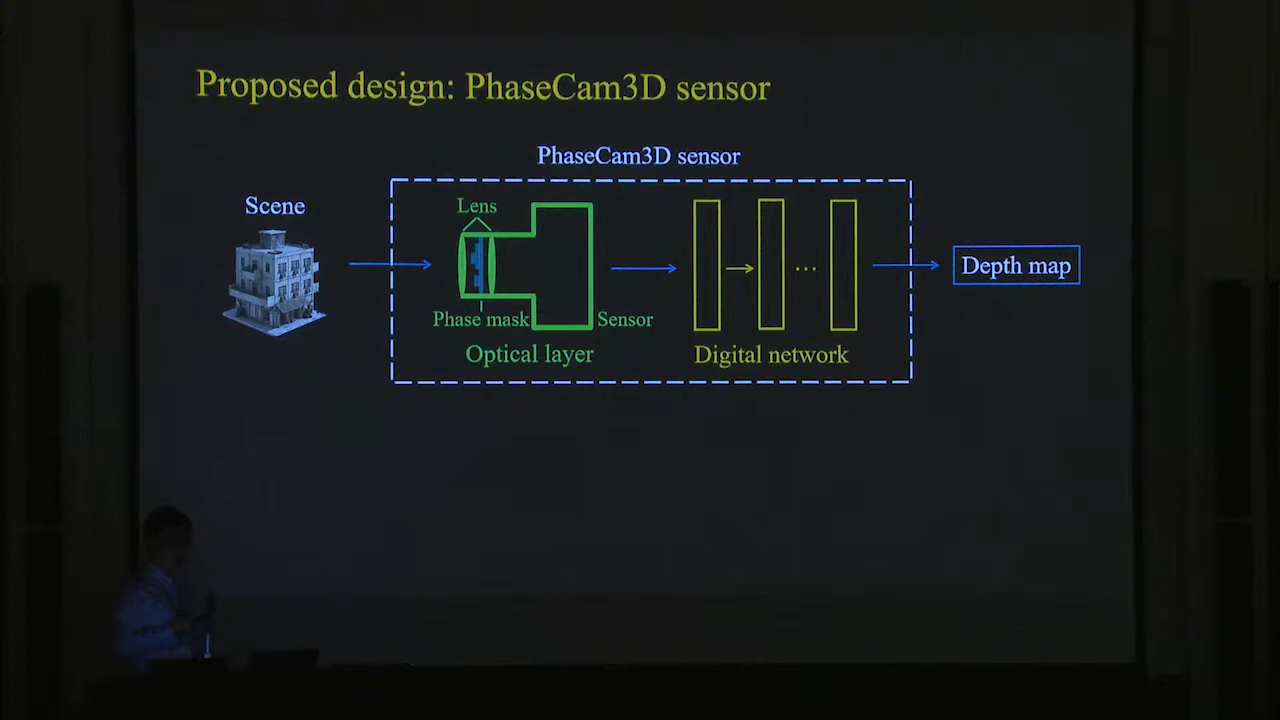 Proposed design: PhaseCam3D sensor
PhaseCam3D sensor
Scene
Lens
Phase mask
Sensor
Optical layer
...
Digital network
Depth map